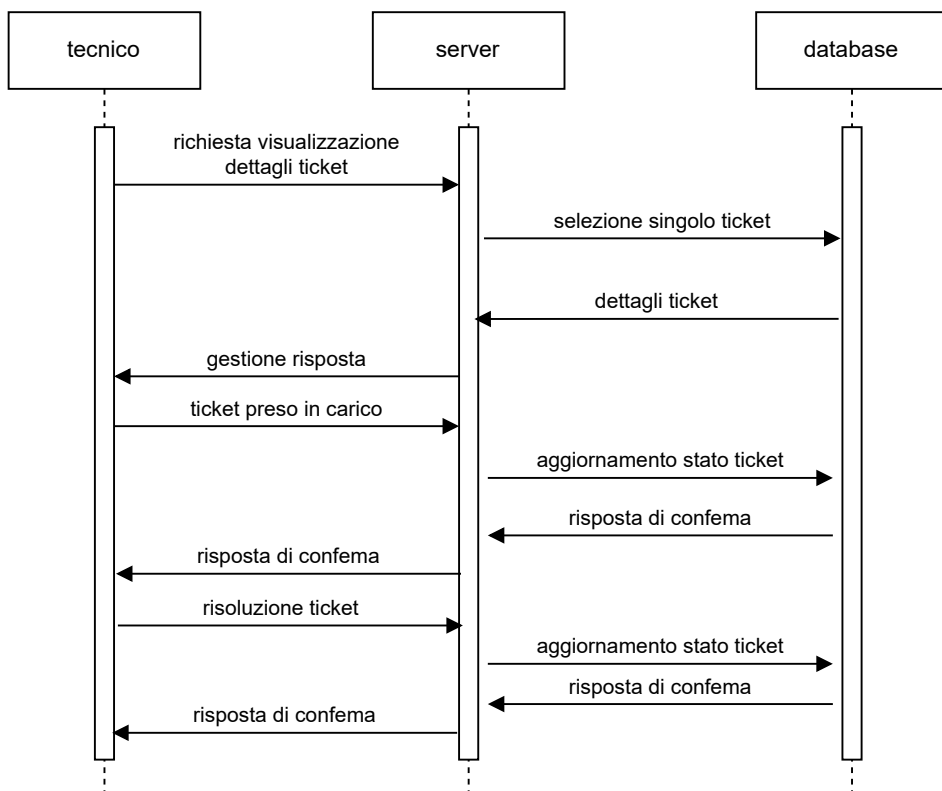 tecnico
server
database
richiesta visualizzazione
dettagli ticket
selezione singolo ticket
dettagli ticket
gestione risposta
ticket preso in carico
aggiornamento stato ticket
risposta di confema
risposta di confema
risoluzione ticket
aggiornamento stato ticket
risposta di confema
risposta di confema